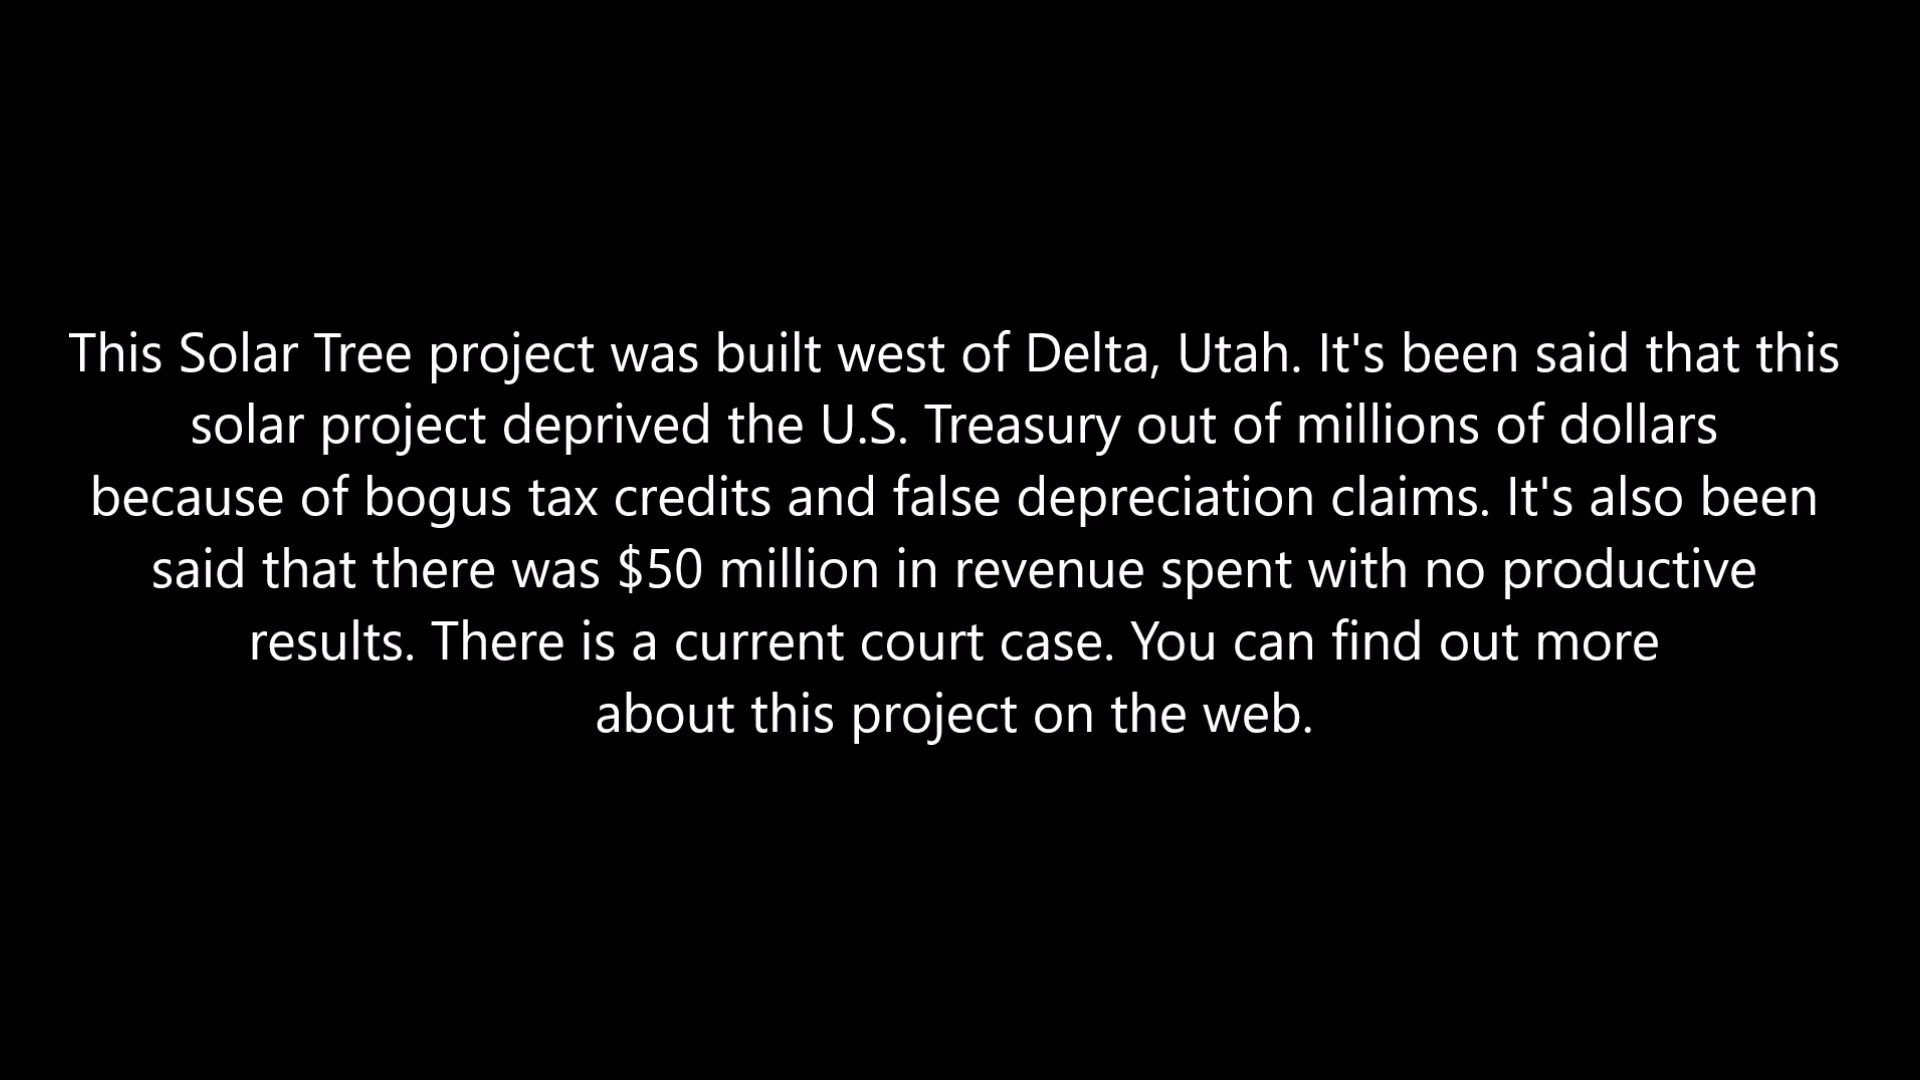 This Solar Tree project was built west of Delta, Utah. It's been said that this
solar project deprived the U.S. Treasury out of millions of dollars
because of bogus tax credits and false depreciation claims. It's also been
said that there was $50 million in revenue spent with no productive
results. There is a current court case. You can find out more
about this project on the web.